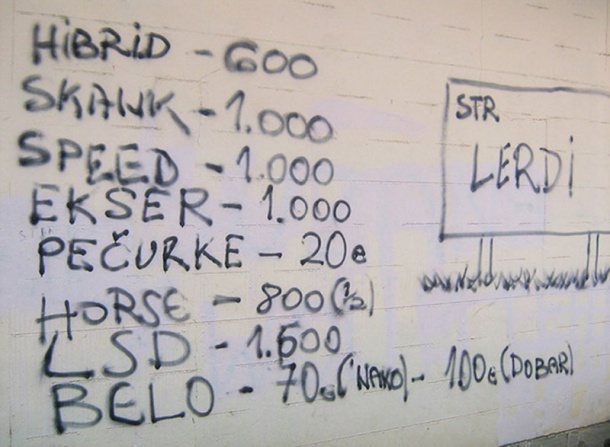 HiBRiD - 600
SKANK - 1.000
SPEED - 1.000
EKSER - 1.000
PEČURKE - 20e
HORSE - 800 (½)
LSD - 1.600
BELO - 70e ('NAKO) - 100e (DOBAR)
STR
LERDi